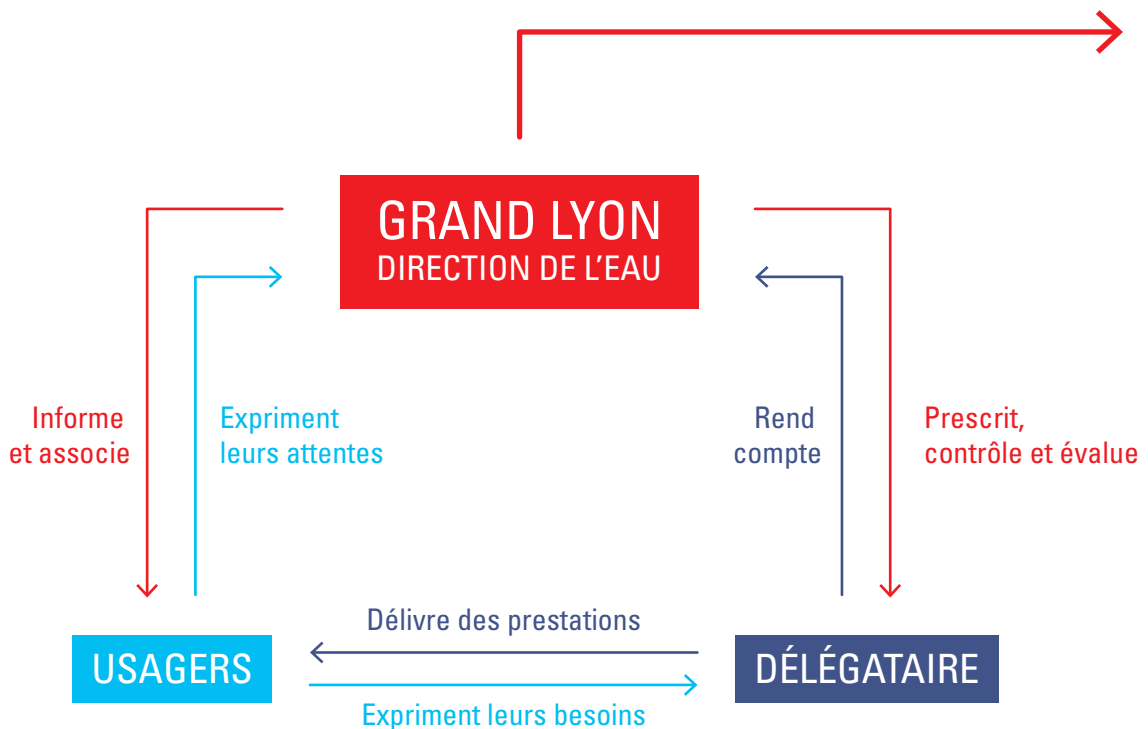 GRAND LYON
DIRECTION DE L'EAU
Informe
et associe
Expriment
leurs attentes
Rend
compte
Prescrit,
contrôle et évalue
Délivre des prestations
USAGERS
DÉLÉGATAIRE
Expriment leurs besoins